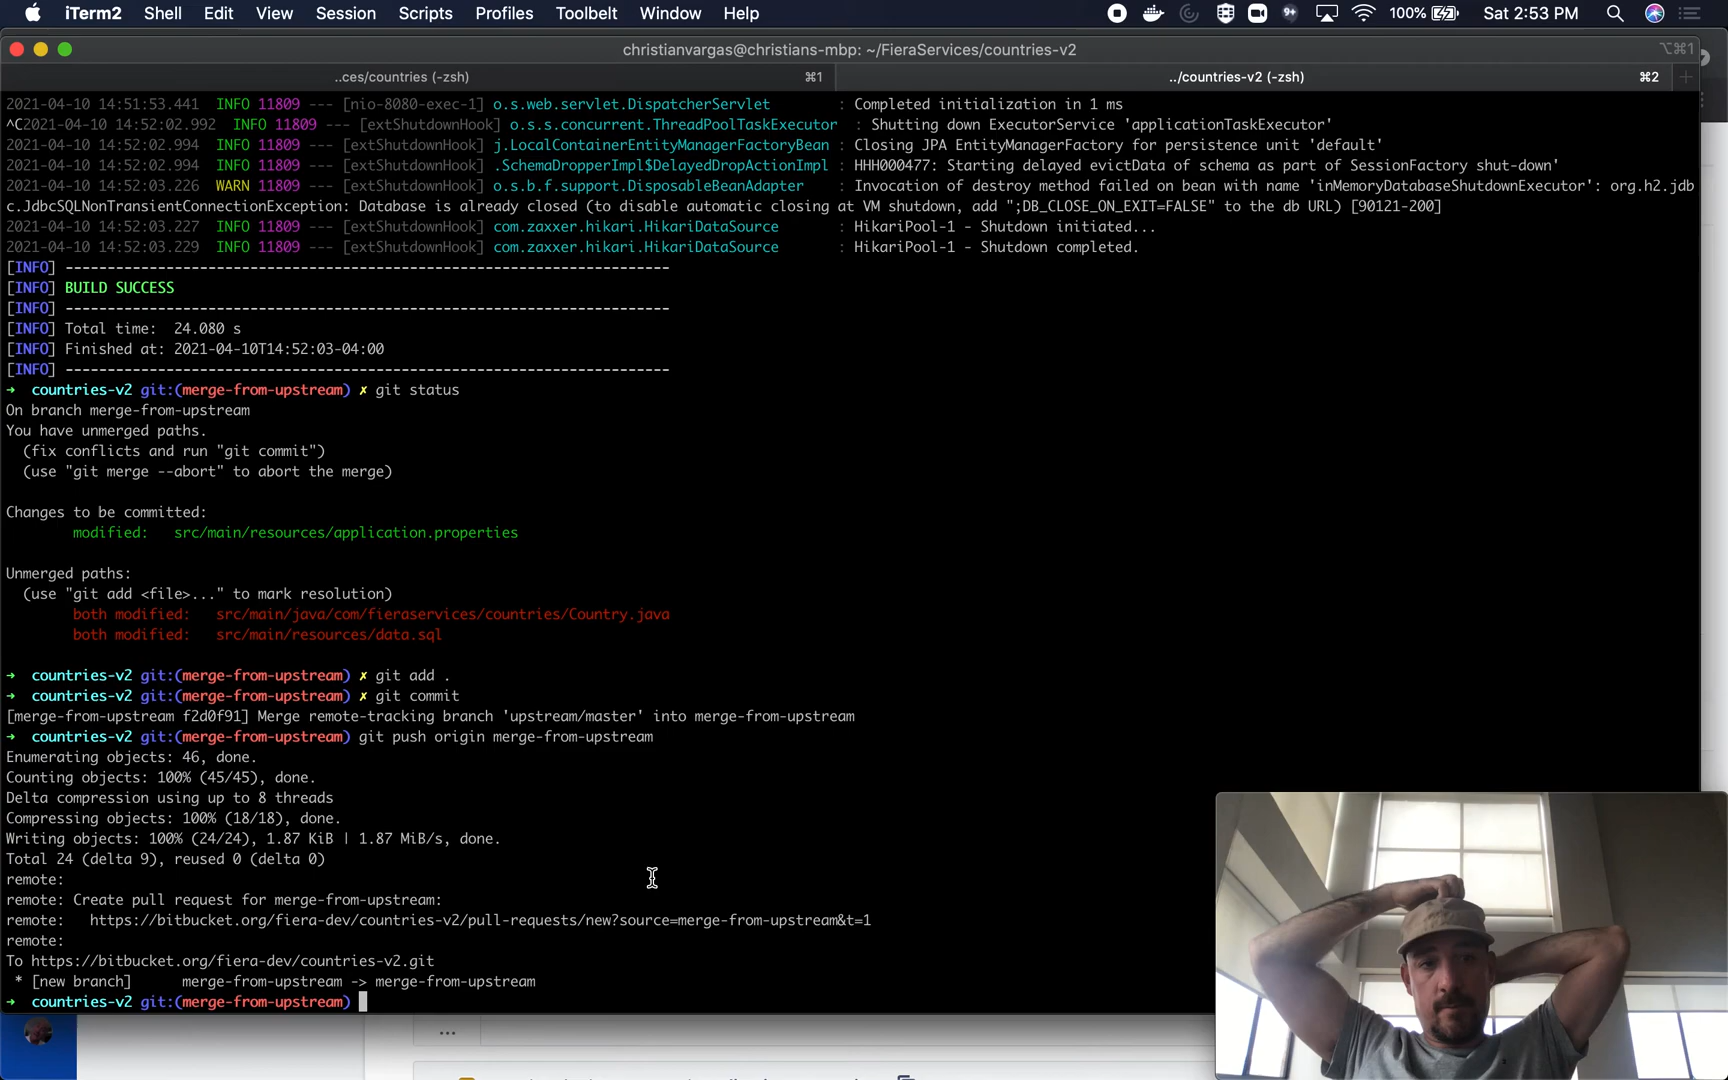 iTerm2 Shell Edit View Session Scripts Profiles Toolbelt Window Help 9+ 100% Sat 2:53 PM
christianvargas@christians-mbp: ~/FieraServices/countries-v2 ⌥⌘1
..ces/countries (-zsh) ⌘1 ../countries-v2 (-zsh) ⌘2 +
2021-04-10 14:51:53.441 INFO 11809 --- [nio-8080-exec-1] o.s.web.servlet.DispatcherServlet : Completed initialization in 1 ms
^C2021-04-10 14:52:02.992 INFO 11809 --- [extShutdownHook] o.s.s.concurrent.ThreadPoolTaskExecutor : Shutting down ExecutorService 'applicationTaskExecutor'
2021-04-10 14:52:02.994 INFO 11809 --- [extShutdownHook] j.LocalContainerEntityManagerFactoryBean : Closing JPA EntityManagerFactory for persistence unit 'default'
2021-04-10 14:52:02.994 INFO 11809 --- [extShutdownHook] .SchemaDropperImpl$DelayedDropActionImpl : HHH000477: Starting delayed evictData of schema as part of SessionFactory shut-down'
2021-04-10 14:52:03.226 WARN 11809 --- [extShutdownHook] o.s.b.f.support.DisposableBeanAdapter : Invocation of destroy method failed on bean with name 'inMemoryDatabaseShutdownExecutor': org.h2.jdb
c.JdbcSQLNonTransientConnectionException: Database is already closed (to disable automatic closing at VM shutdown, add ";DB_CLOSE_ON_EXIT=FALSE" to the db URL) [90121-200]
2021-04-10 14:52:03.227 INFO 11809 --- [extShutdownHook] com.zaxxer.hikari.HikariDataSource : HikariPool-1 - Shutdown initiated...
2021-04-10 14:52:03.229 INFO 11809 --- [extShutdownHook] com.zaxxer.hikari.HikariDataSource : HikariPool-1 - Shutdown completed.
[INFO] ------------------------------------------------------------------------
[INFO] BUILD SUCCESS
[INFO] ------------------------------------------------------------------------
[INFO] Total time:  24.080 s
[INFO] Finished at: 2021-04-10T14:52:03-04:00
[INFO] ------------------------------------------------------------------------
➜ countries-v2 git:(merge-from-upstream) ✗ git status
On branch merge-from-upstream
You have unmerged paths.
(fix conflicts and run "git commit")
(use "git merge --abort" to abort the merge)
Changes to be committed:
modified:   src/main/resources/application.properties
Unmerged paths:
(use "git add <file>..." to mark resolution)
both modified:   src/main/java/com/fieraservices/countries/Country.java
both modified:   src/main/resources/data.sql
➜ countries-v2 git:(merge-from-upstream) ✗ git add .
➜ countries-v2 git:(merge-from-upstream) ✗ git commit
[merge-from-upstream f2d0f91] Merge remote-tracking branch 'upstream/master' into merge-from-upstream
➜ countries-v2 git:(merge-from-upstream) git push origin merge-from-upstream
Enumerating objects: 46, done.
Counting objects: 100% (45/45), done.
Delta compression using up to 8 threads
Compressing objects: 100% (18/18), done.
Writing objects: 100% (24/24), 1.87 KiB | 1.87 MiB/s, done.
Total 24 (delta 9), reused 0 (delta 0)
remote:
remote: Create pull request for merge-from-upstream:
remote:   https://bitbucket.org/fiera-dev/countries-v2/pull-requests/new?source=merge-from-upstream&t=1
remote:
To https://bitbucket.org/fiera-dev/countries-v2.git
* [new branch]      merge-from-upstream -> merge-from-upstream
➜ countries-v2 git:(merge-from-upstream)
...